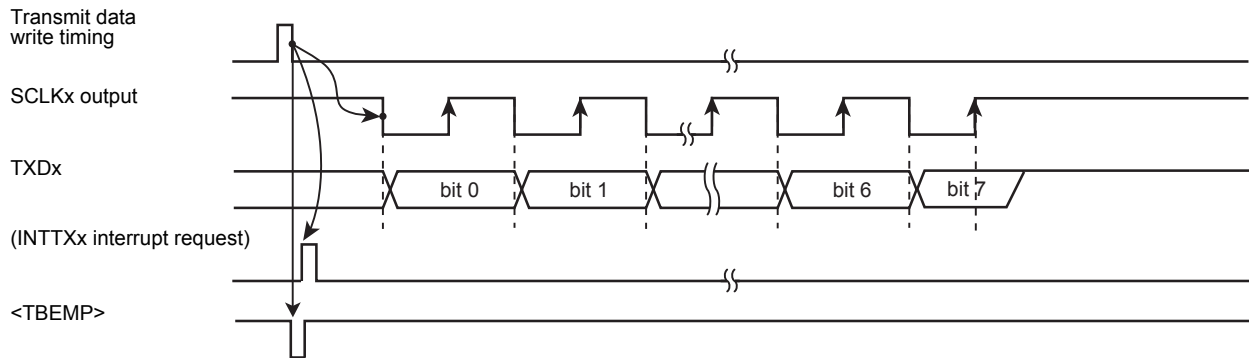 Transmit data
write timing
SCLKx output
TXDx
bit 0
bit 1
bit 6
bit 7
(INTTXx interrupt request)
<TBEMP>